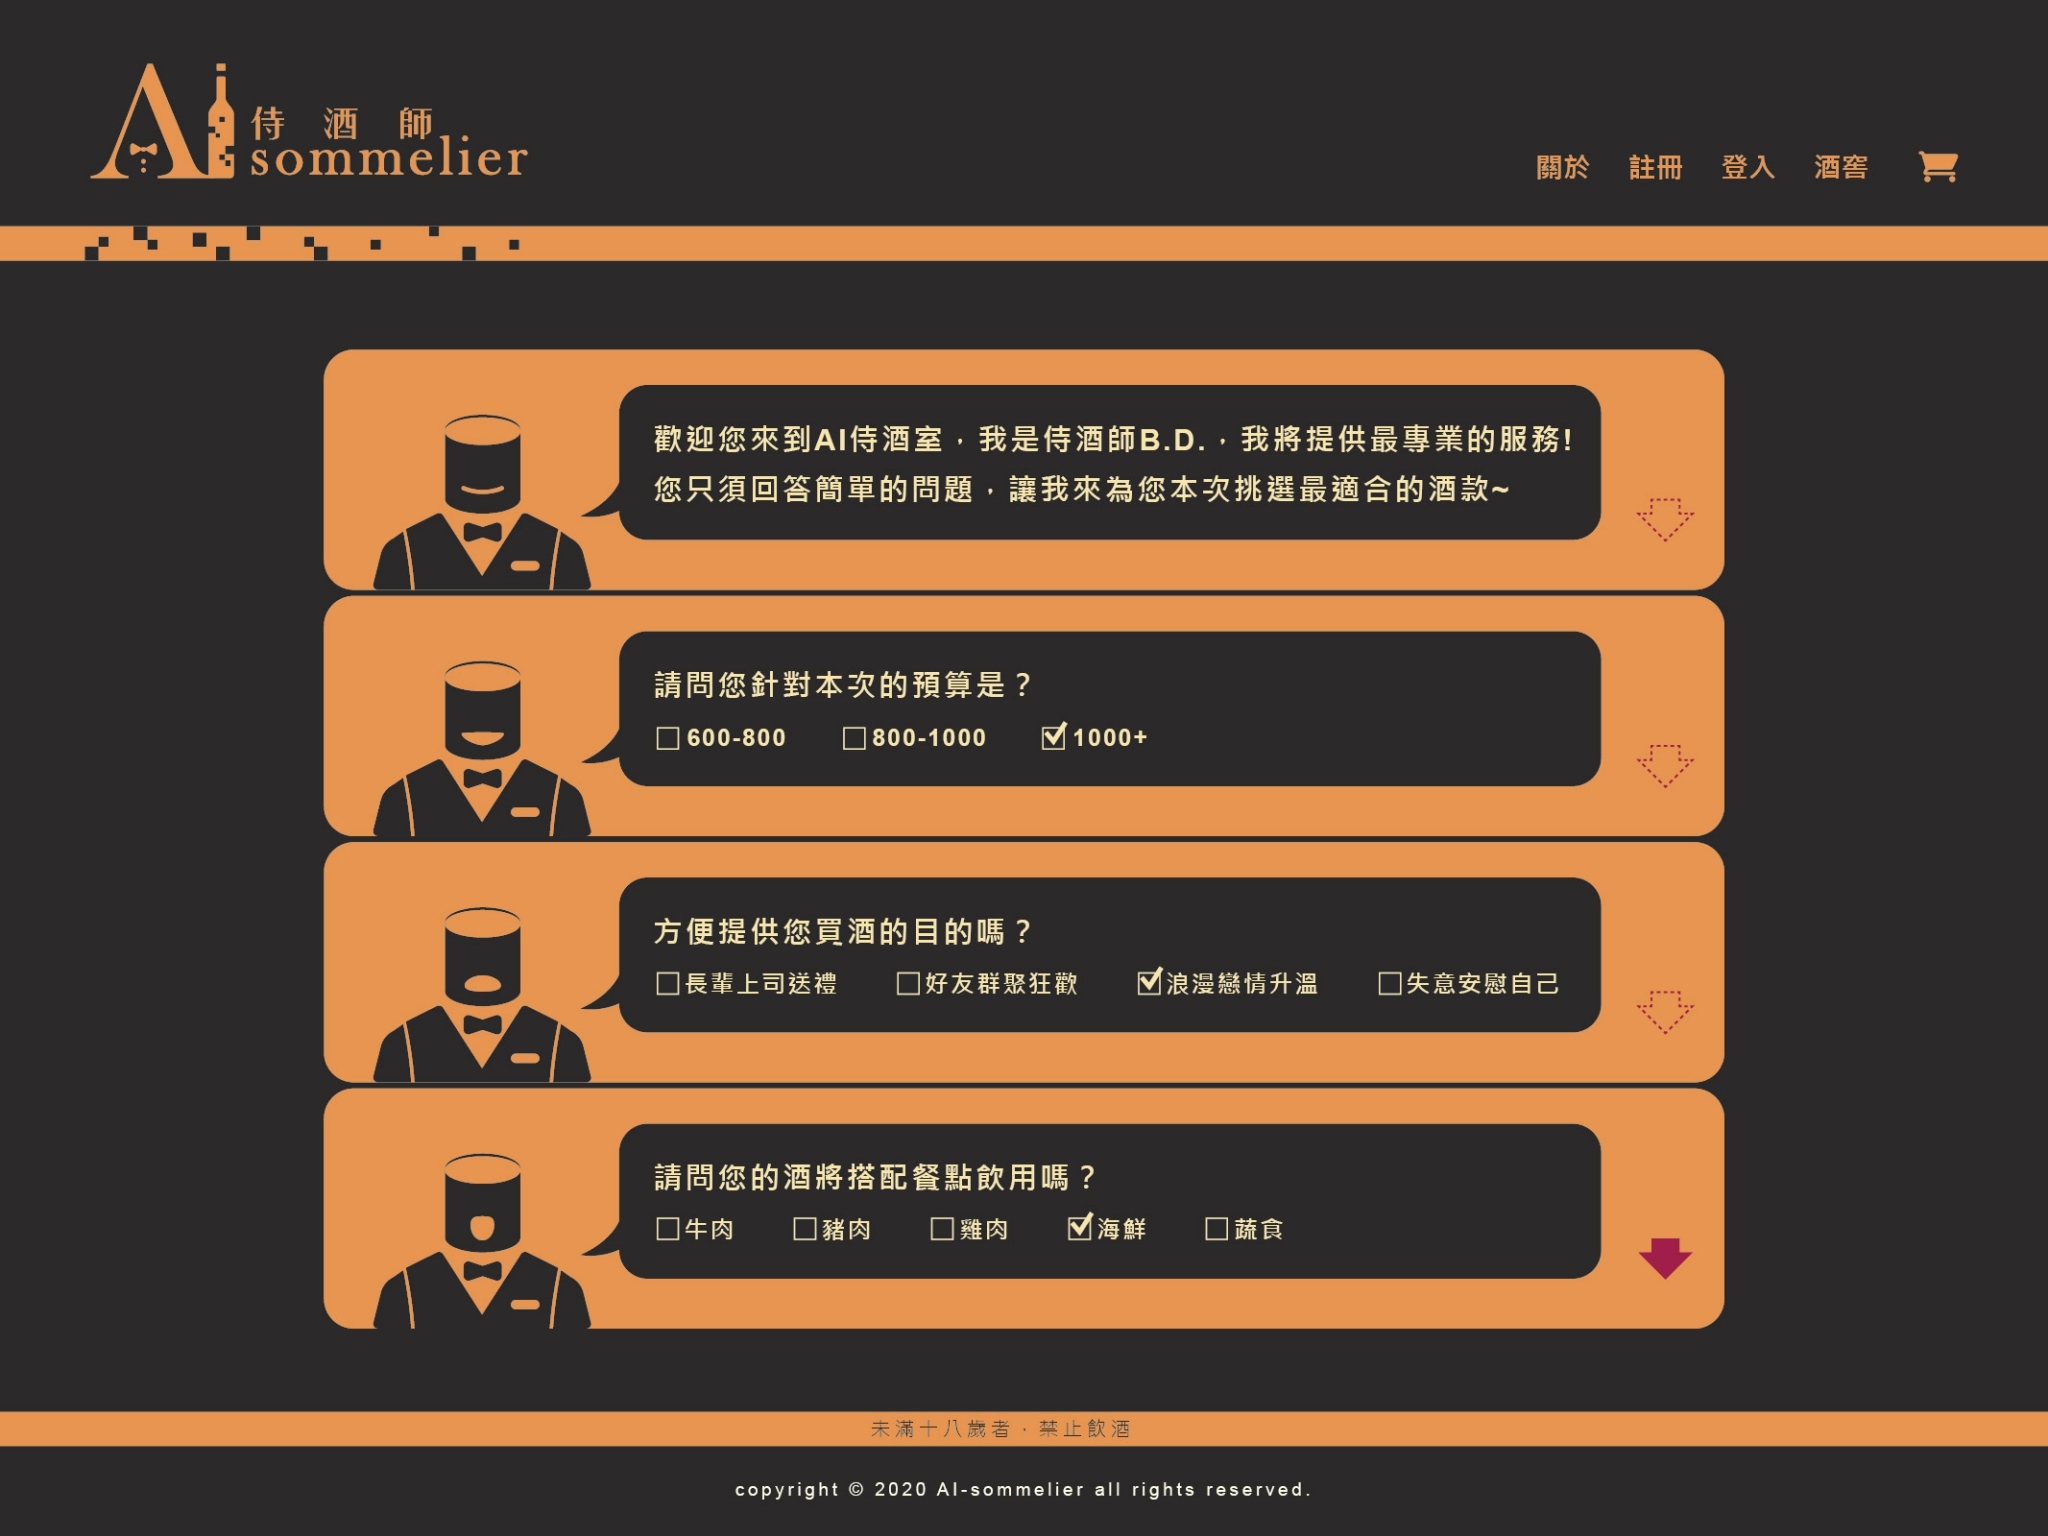 Ai 侍酒師
sommelier
關於 註冊 登入 酒窖
歡迎您來到AI侍酒室，我是侍酒師B.D.，我將提供最專業的服務!
您只須回答簡單的問題，讓我來為您本次挑選最適合的酒款~
請問您針對本次的預算是？
600-800 800-1000 1000+
方便提供您買酒的目的嗎？
長輩上司送禮 好友群聚狂歡 浪漫戀情升溫 失意安慰自己
請問您的酒將搭配餐點飲用嗎？
牛肉 豬肉 雞肉 海鮮 蔬食
未滿十八歲者，禁止飲酒
copyright © 2020 AI-sommelier all rights reserved.